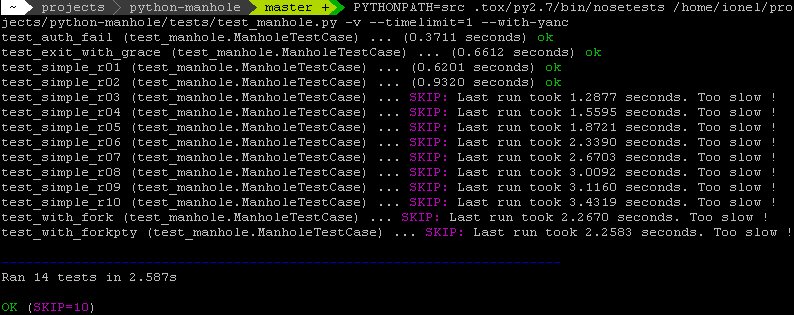 ~ projects python-manhole master + PYTHONPATH=src .tox/py2.7/bin/nosetests /home/ionel/pro
jects/python-manhole/tests/test_manhole.py -v --timelimit=1 --with-yanc
test_auth_fail (test_manhole.ManholeTestCase) ... (0.3711 seconds) ok
test_exit_with_grace (test_manhole.ManholeTestCase) ... (0.6612 seconds) ok
test_simple_r01 (test_manhole.ManholeTestCase) ... (0.6201 seconds) ok
test_simple_r02 (test_manhole.ManholeTestCase) ... (0.9320 seconds) ok
test_simple_r03 (test_manhole.ManholeTestCase) ... SKIP: Last run took 1.2877 seconds. Too slow !
test_simple_r04 (test_manhole.ManholeTestCase) ... SKIP: Last run took 1.5595 seconds. Too slow !
test_simple_r05 (test_manhole.ManholeTestCase) ... SKIP: Last run took 1.8721 seconds. Too slow !
test_simple_r06 (test_manhole.ManholeTestCase) ... SKIP: Last run took 2.3390 seconds. Too slow !
test_simple_r07 (test_manhole.ManholeTestCase) ... SKIP: Last run took 2.6703 seconds. Too slow !
test_simple_r08 (test_manhole.ManholeTestCase) ... SKIP: Last run took 3.0092 seconds. Too slow !
test_simple_r09 (test_manhole.ManholeTestCase) ... SKIP: Last run took 3.1160 seconds. Too slow !
test_simple_r10 (test_manhole.ManholeTestCase) ... SKIP: Last run took 3.4319 seconds. Too slow !
test_with_fork (test_manhole.ManholeTestCase) ... SKIP: Last run took 2.2670 seconds. Too slow !
test_with_forkpty (test_manhole.ManholeTestCase) ... SKIP: Last run took 2.2583 seconds. Too slow !
----------------------------------------------------------------------
Ran 14 tests in 2.587s
OK (SKIP=10)